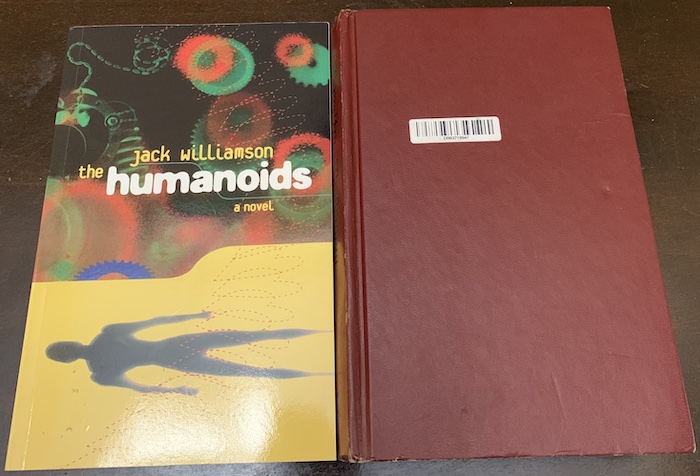 jack williamson
the humanoids
a novel